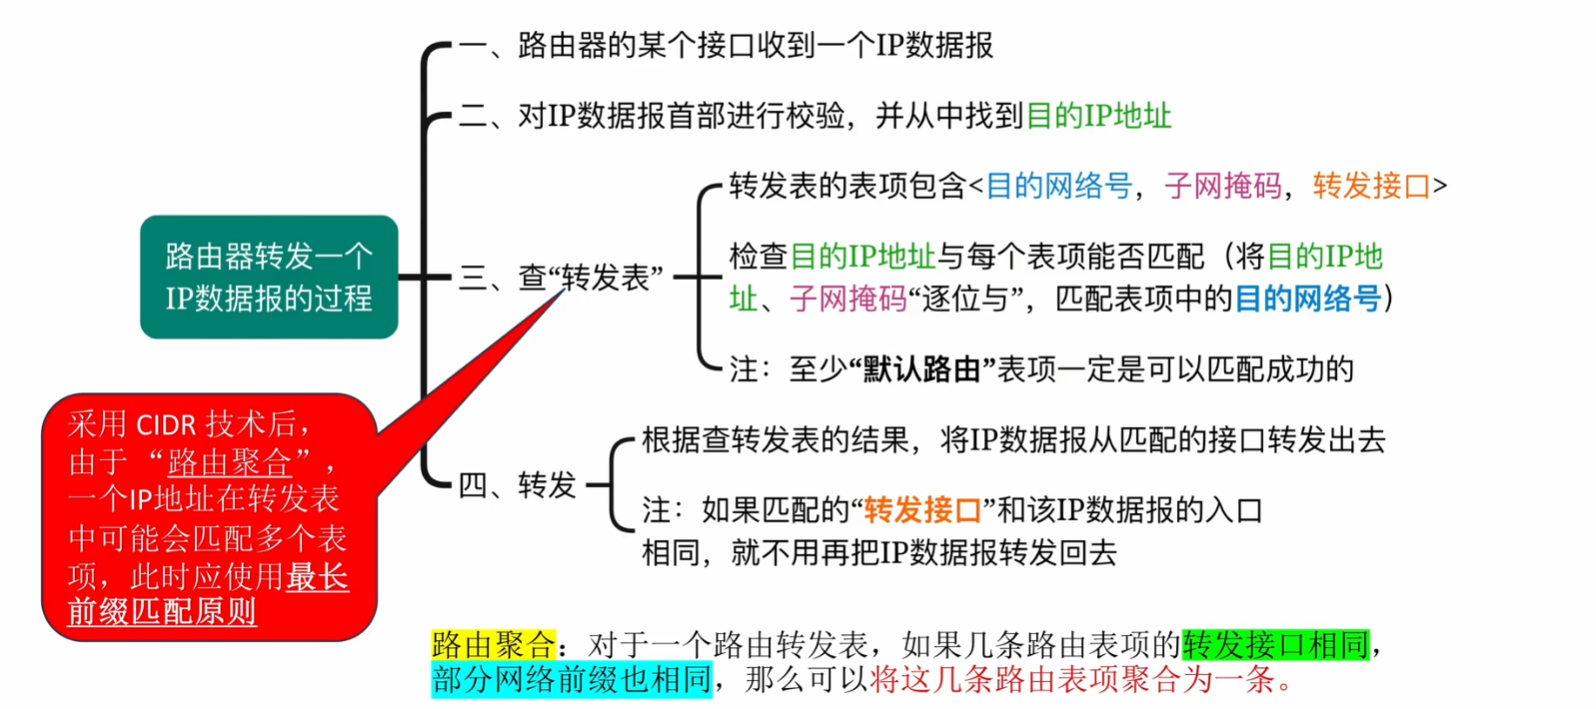 一、路由器的某个接口收到一个IP数据报
二、对IP数据报首部进行校验，并从中找到目的IP地址
路由器转发一个
IP数据报的过程
三、查“转发表”
转发表的表项包含<目的网络号，子网掩码，转发接口>
检查目的IP地址与每个表项能否匹配（将目的IP地
址、子网掩码“逐位与”，匹配表项中的目的网络号）
注：至少“默认路由”表项一定是可以匹配成功的
四、转发
根据查转发表的结果，将IP数据报从匹配的接口转发出去
注：如果匹配的“转发接口”和该IP数据报的入口
相同，就不用再把IP数据报转发回去
采用 CIDR 技术后，
由于 “路由聚合”，
一个IP地址在转发表
中可能会匹配多个表
项，此时应使用最长
前缀匹配原则
路由聚合：对于一个路由转发表，如果几条路由表项的转发接口相同，
部分网络前缀也相同，那么可以将这几条路由表项聚合为一条。